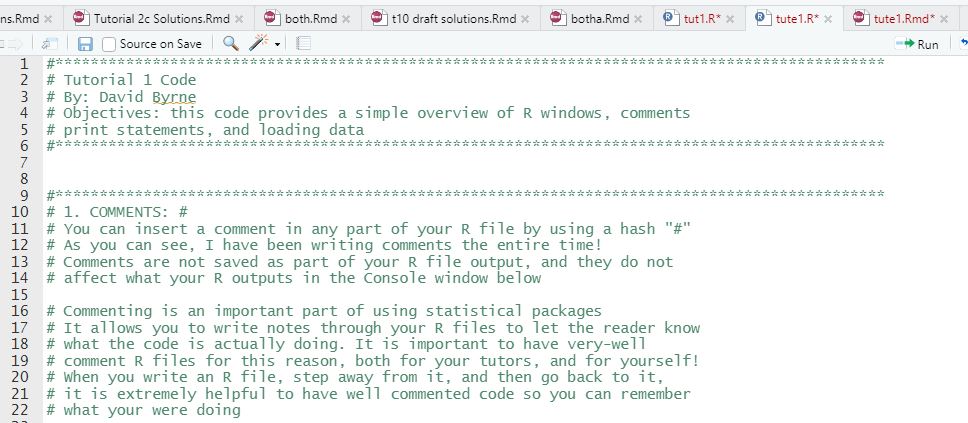 ns.Rmd × Tutorial 2c Solutions.Rmd × both.Rmd × t10 draft solutions.Rmd × botha.Rmd × tut1.R* × tute1.R* × tute1.Rmd* ×
Source on Save Run
1 #*********************************************************************************************
2 # Tutorial 1 Code
3 # By: David Byrne
4 # Objectives: this code provides a simple overview of R windows, comments
5 # print statements, and loading data
6 #*********************************************************************************************
7
8
9 #*********************************************************************************************
10 # 1. COMMENTS: #
11 # You can insert a comment in any part of your R file by using a hash "#"
12 # As you can see, I have been writing comments the entire time!
13 # Comments are not saved as part of your R file output, and they do not
14 # affect what your R outputs in the Console window below
15
16 # Commenting is an important part of using statistical packages
17 # It allows you to write notes through your R files to let the reader know
18 # what the code is actually doing. It is important to have very-well
19 # comment R files for this reason, both for your tutors, and for yourself!
20 # When you write an R file, step away from it, and then go back to it,
21 # it is extremely helpful to have well commented code so you can remember
22 # what your were doing